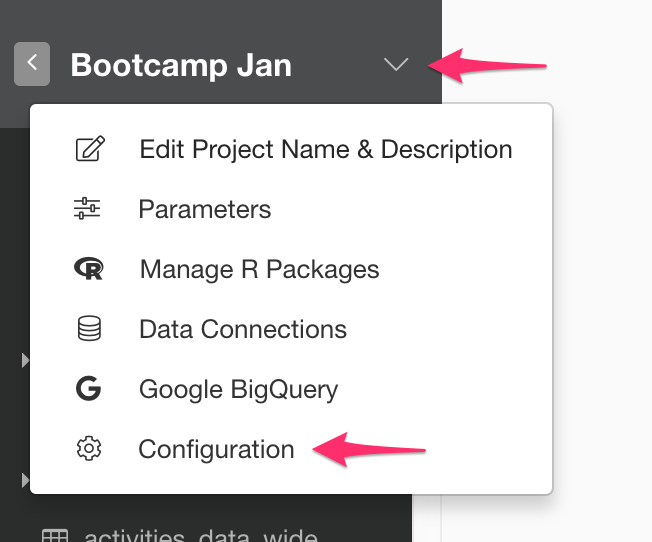 Bootcamp Jan
Edit Project Name & Description
Parameters
Manage R Packages
Data Connections
Google BigQuery
Configuration
activities_data_wide